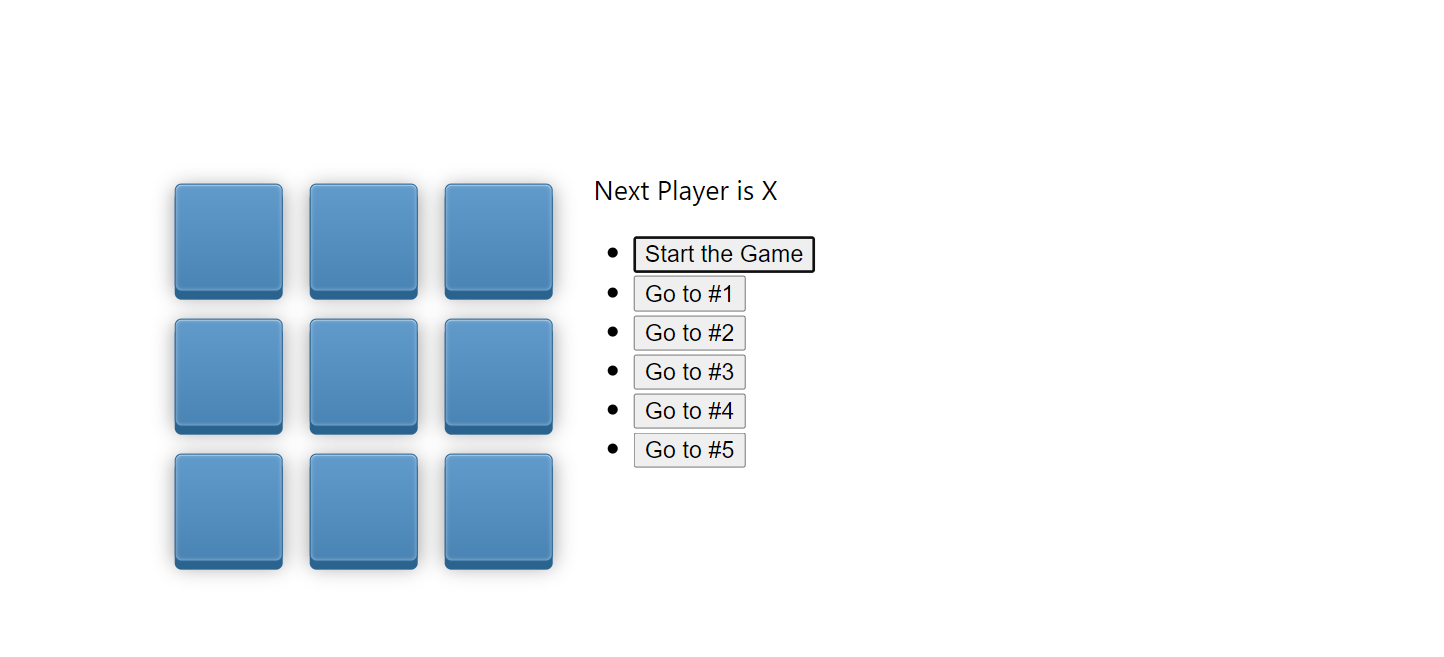 Next Player is X
Start the Game
Go to #1
Go to #2
Go to #3
Go to #4
Go to #5